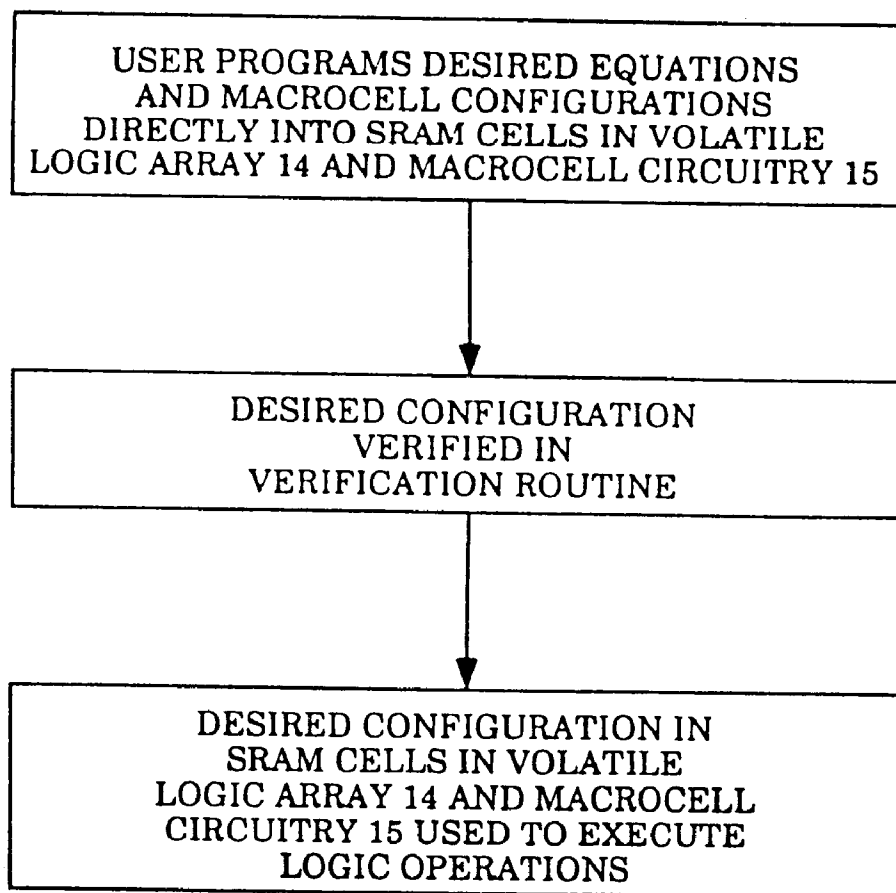 USER PROGRAMS DESIRED EQUATIONS
AND MACROCELL CONFIGURATIONS
DIRECTLY INTO SRAM CELLS IN VOLATILE
LOGIC ARRAY 14 AND MACROCELL CIRCUITRY 15
DESIRED CONFIGURATION
VERIFIED IN
VERIFICATION ROUTINE
DESIRED CONFIGURATION IN
SRAM CELLS IN VOLATILE
LOGIC ARRAY 14 AND MACROCELL
CIRCUITRY 15 USED TO EXECUTE
LOGIC OPERATIONS